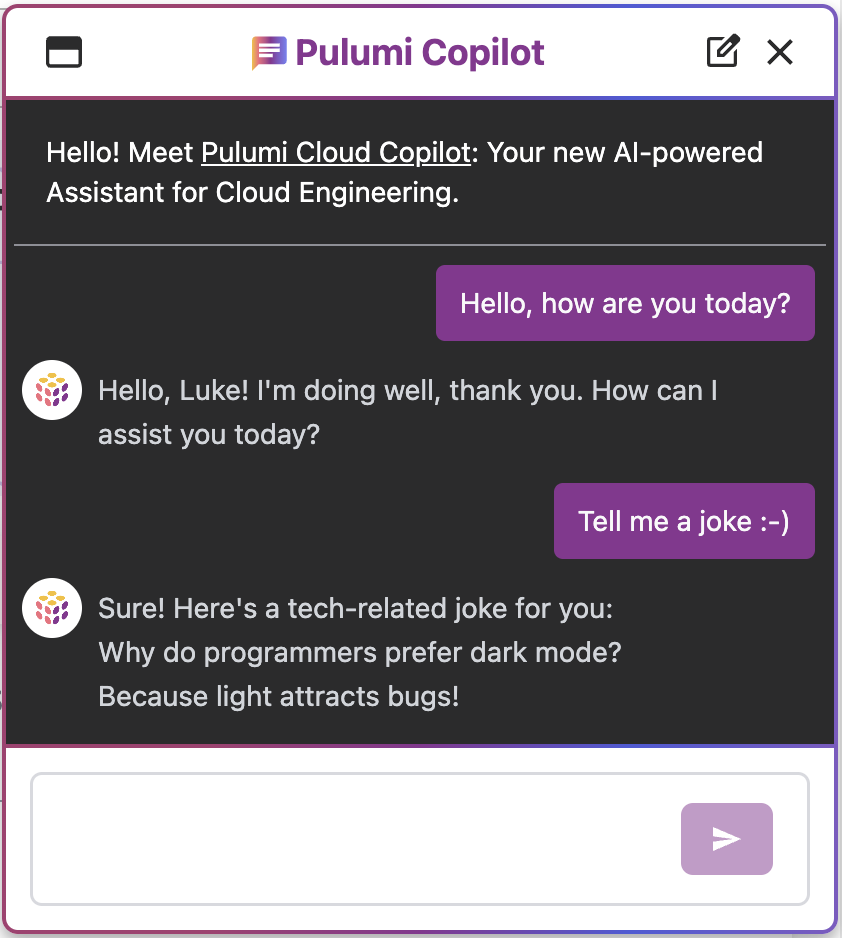 Pulumi Copilot
Hello! Meet Pulumi Cloud Copilot: Your new AI-powered
Assistant for Cloud Engineering.
Hello, how are you today?
Hello, Luke! I'm doing well, thank you. How can I
assist you today?
Tell me a joke :-)
Sure! Here's a tech-related joke for you:
Why do programmers prefer dark mode?
Because light attracts bugs!